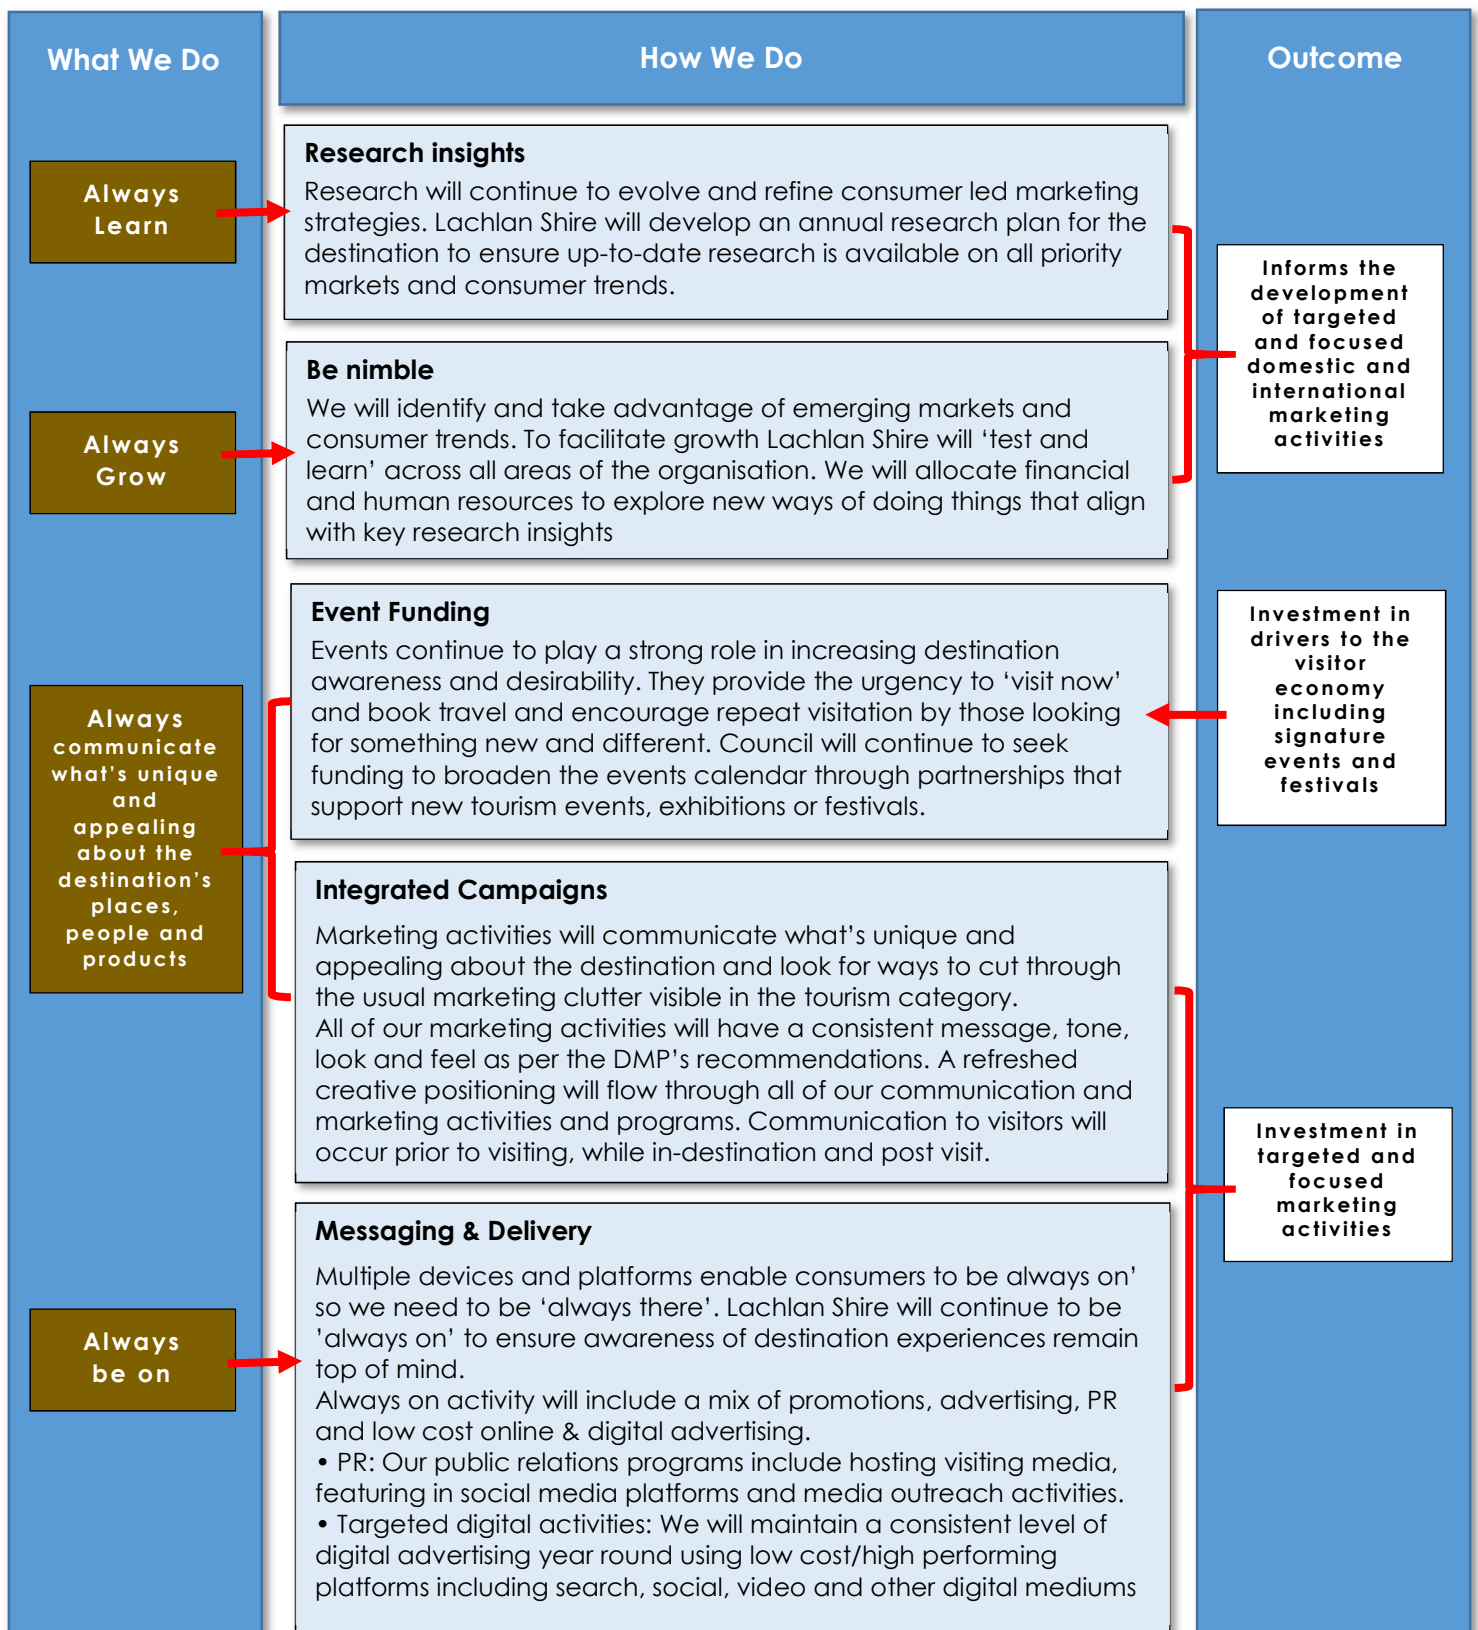 What We Do
How We Do
Outcome
Always
Learn
Research insights
Research will continue to evolve and refine consumer led marketing
strategies. Lachlan Shire will develop an annual research plan for the
destination to ensure up-to-date research is available on all priority
markets and consumer trends.
Informs the
development
of targeted
and focused
domestic and
international
marketing
activities
Always
Grow
Be nimble
We will identify and take advantage of emerging markets and
consumer trends. To facilitate growth Lachlan Shire will ‘test and
learn’ across all areas of the organisation. We will allocate financial
and human resources to explore new ways of doing things that align
with key research insights
Always
communicate
what’s unique
and
appealing
about the
destination’s
places,
people and
products
Event Funding
Events continue to play a strong role in increasing destination
awareness and desirability. They provide the urgency to ‘visit now’
and book travel and encourage repeat visitation by those looking
for something new and different. Council will continue to seek
funding to broaden the events calendar through partnerships that
support new tourism events, exhibitions or festivals.
Investment in
drivers to the
visitor
economy
including
signature
events and
festivals
Integrated Campaigns
Marketing activities will communicate what’s unique and
appealing about the destination and look for ways to cut through
the usual marketing clutter visible in the tourism category.
All of our marketing activities will have a consistent message, tone,
look and feel as per the DMP’s recommendations. A refreshed
creative positioning will flow through all of our communication and
marketing activities and programs. Communication to visitors will
occur prior to visiting, while in-destination and post visit.
Investment in
targeted and
focused
marketing
activities
Always
be on
Messaging & Delivery
Multiple devices and platforms enable consumers to be always on’
so we need to be ‘always there’. Lachlan Shire will continue to be
’always on’ to ensure awareness of destination experiences remain
top of mind.
Always on activity will include a mix of promotions, advertising, PR
and low cost online & digital advertising.
• PR: Our public relations programs include hosting visiting media,
featuring in social media platforms and media outreach activities.
• Targeted digital activities: We will maintain a consistent level of
digital advertising year round using low cost/high performing
platforms including search, social, video and other digital mediums